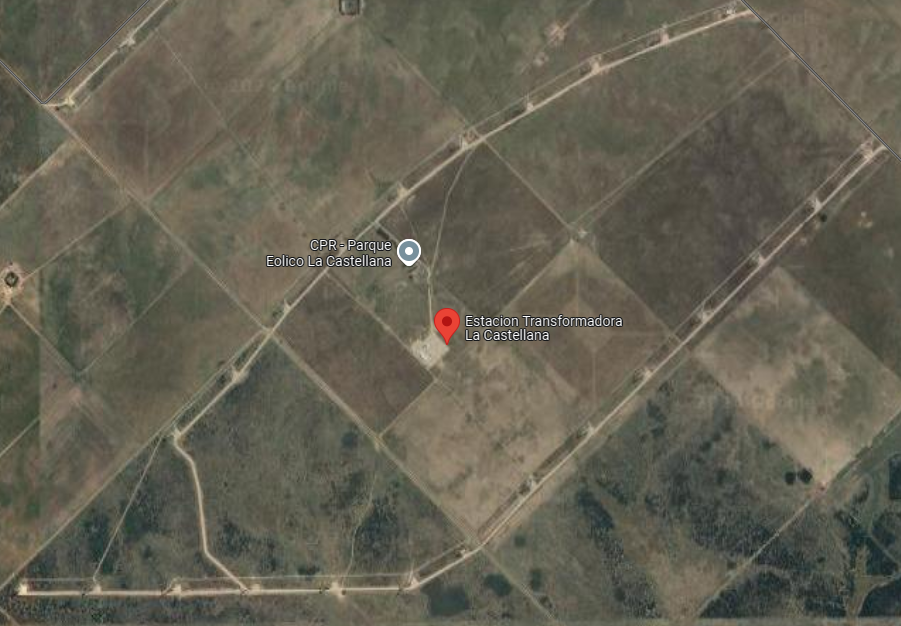 CPR - Parque
Eolico La Castellana
Estacion Transformadora
La Castellana